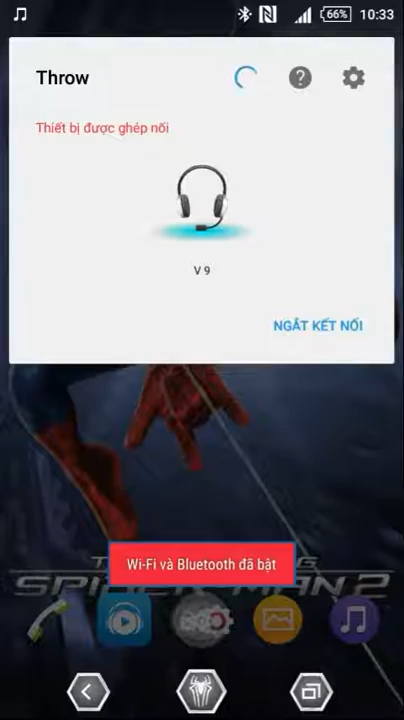 66%
10:33
Throw
Thiết bị được ghép nối
V 9
NGẮT KẾT NỐI
Wi-Fi và Bluetooth đã bật
SPIDER-MAN 2